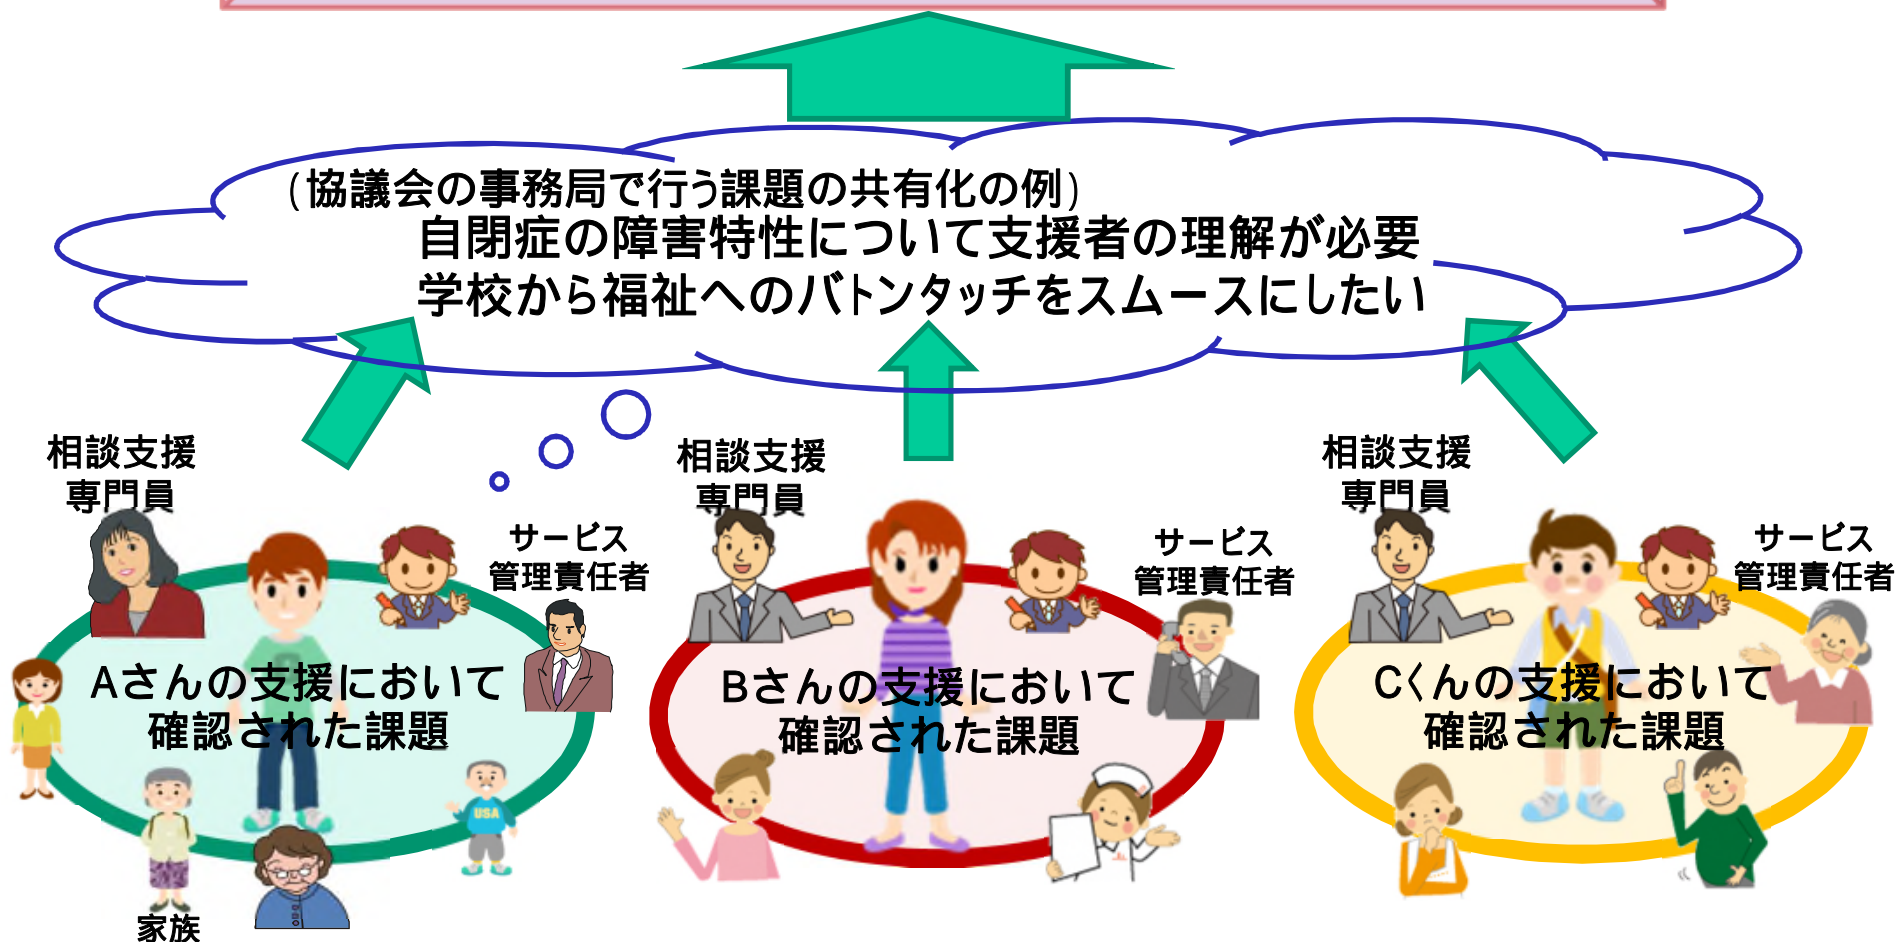 (協議会の事務局で行う課題の共有化の例)
自閉症の障害特性について支援者の理解が必要
学校から福祉へのバトンタッチをスムースにしたい
相談支援
専門員
サービス
管理責任者
Aさんの支援において
確認された課題
USA
家族
相談支援
専門員
サービス
管理責任者
Bさんの支援において
確認された課題
相談支援
専門員
サービス
管理責任者
Cくんの支援において
確認された課題